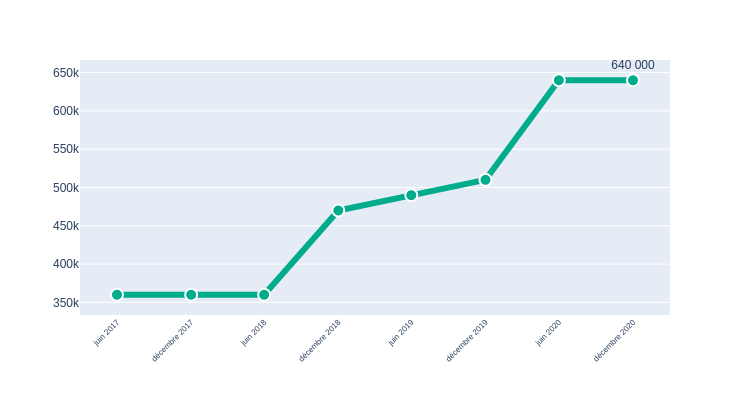 640 000
650k
600k
550k
500k
450k
400k
350k
juin 2017
décembre 2017
juin 2018
décembre 2018
juin 2019
décembre 2019
juin 2020
décembre 2020